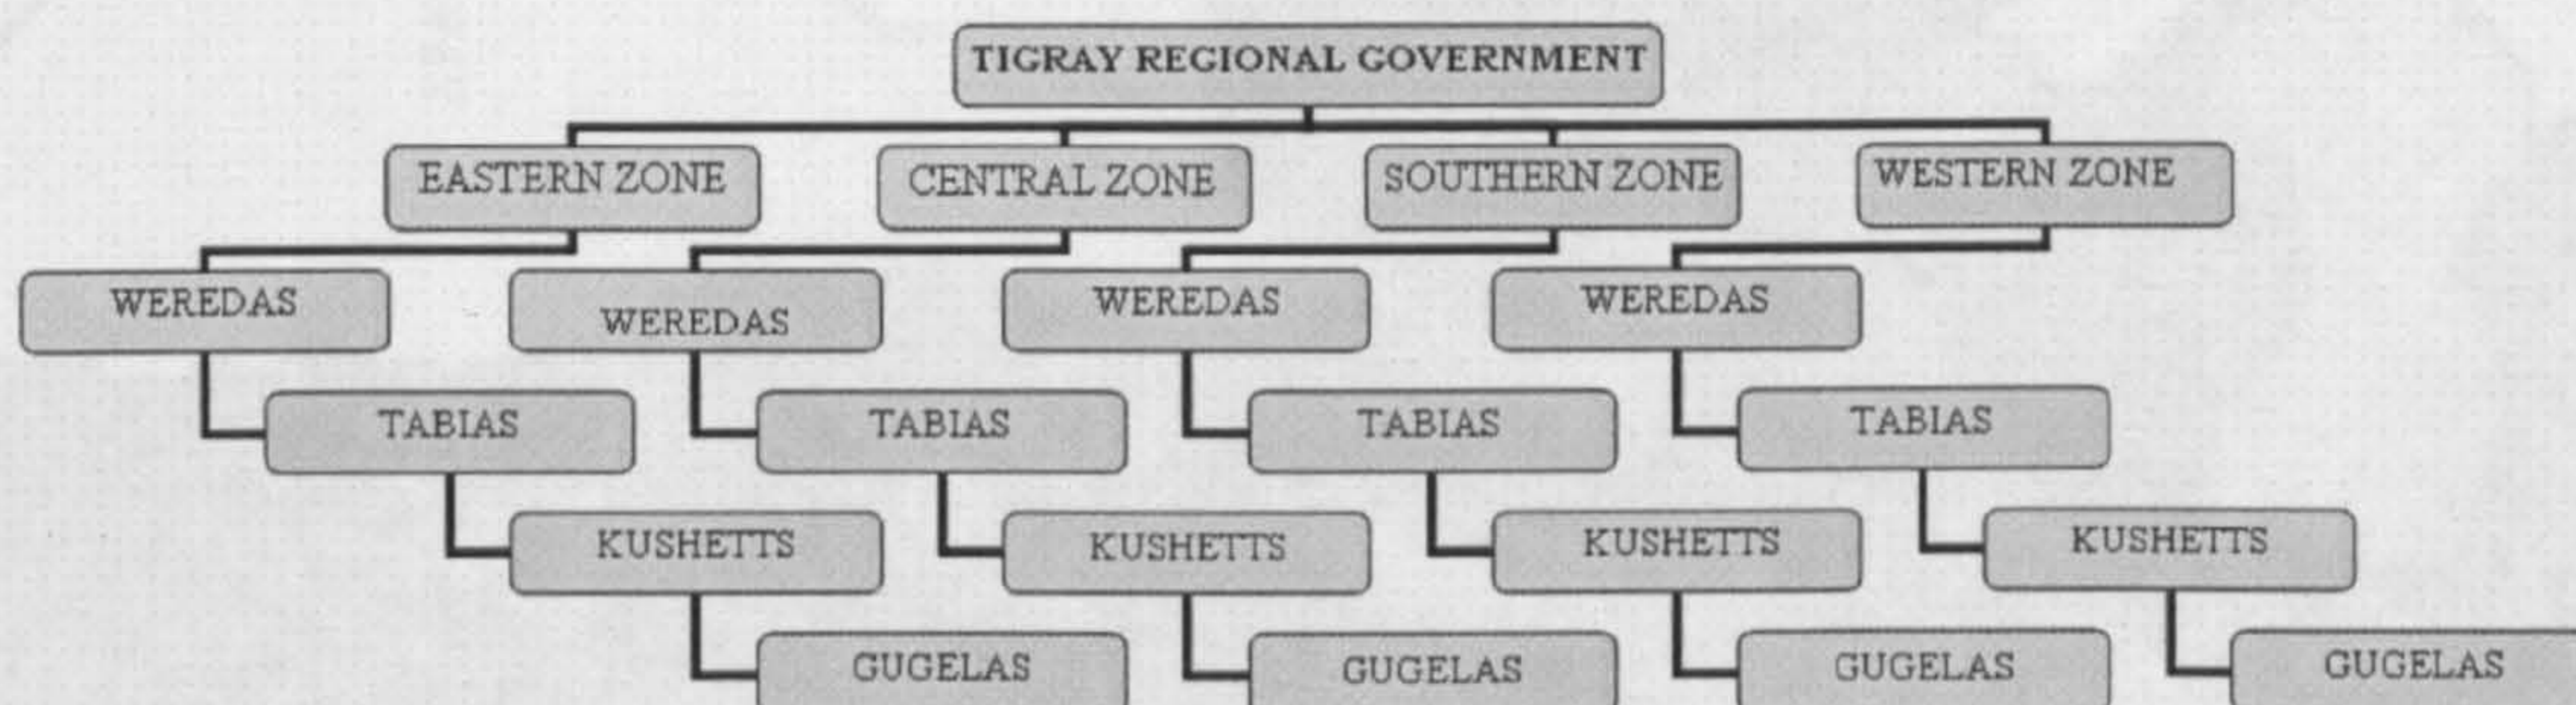 TIGRAY REGIONAL GOVERNMENT
EASTERN ZONE
CENTRAL ZONE
SOUTHERN ZONE
WESTERN ZONE
WEREDAS
WEREDAS
WEREDAS
WEREDAS
TABIAS
TABIAS
TABIAS
TABIAS
KUSHETTS
KUSHETTS
KUSHETTS
KUSHETTS
GUGELAS
GUGELAS
GUGELAS
GUGELAS